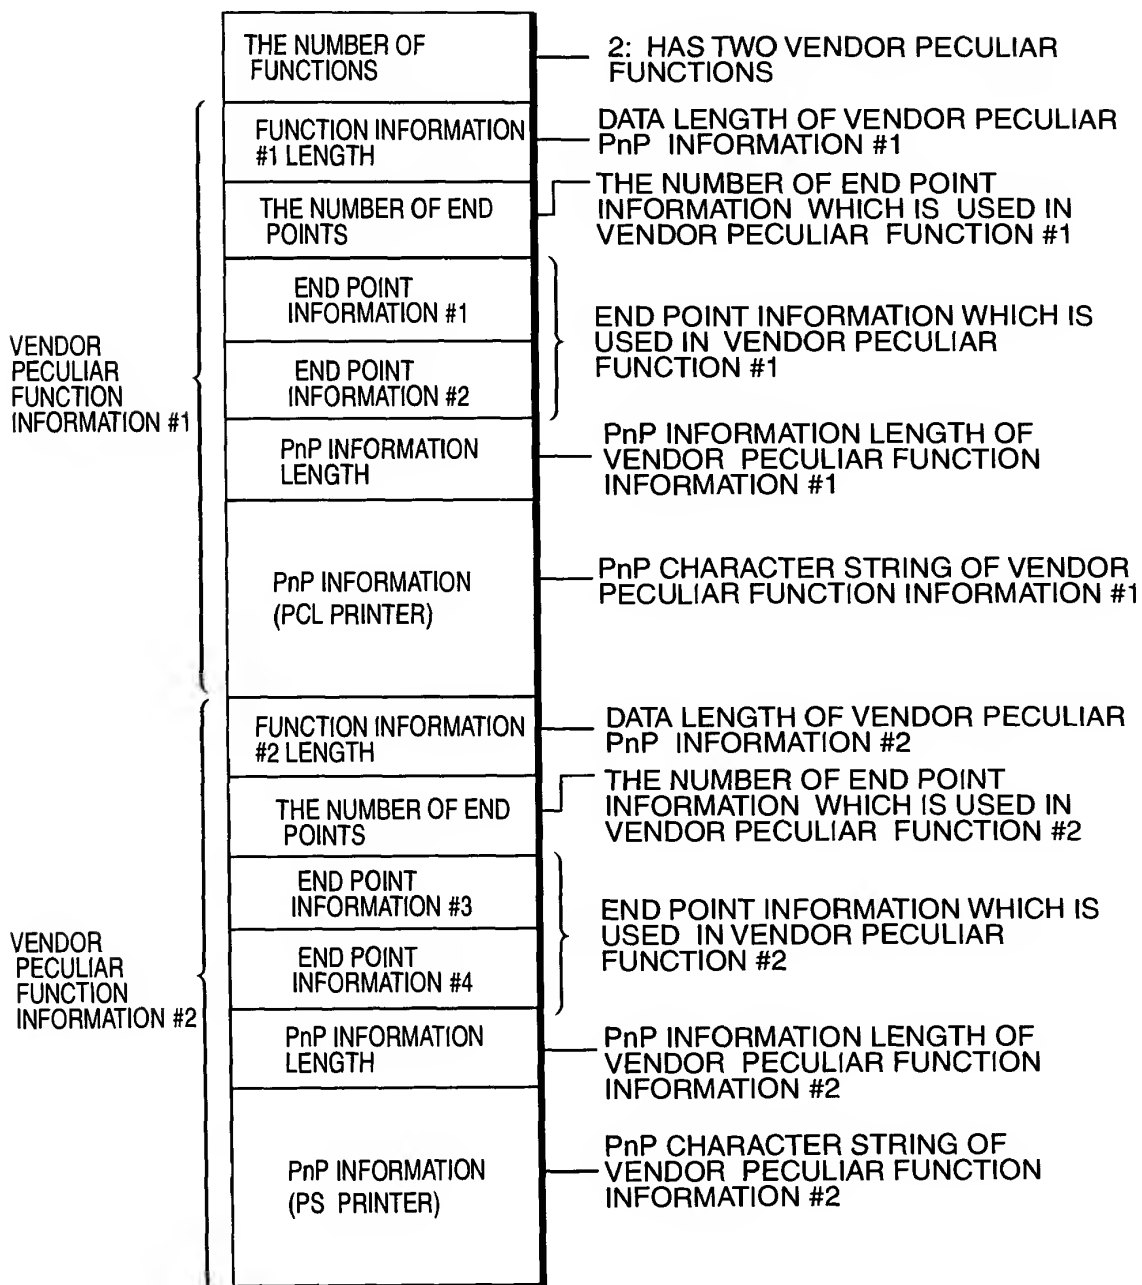 THE NUMBER OF
FUNCTIONS
2: HAS TWO VENDOR PECULIAR
FUNCTIONS
FUNCTION INFORMATION
#1 LENGTH
DATA LENGTH OF VENDOR PECULIAR
PnP INFORMATION #1
THE NUMBER OF END
POINTS
THE NUMBER OF END POINT
INFORMATION WHICH IS USED IN
VENDOR PECULIAR FUNCTION #1
END POINT
INFORMATION #1
END POINT
INFORMATION #2
END POINT INFORMATION WHICH IS
USED IN VENDOR PECULIAR
FUNCTION #1
VENDOR
PECULIAR
FUNCTION
INFORMATION #1
PnP INFORMATION
LENGTH
PnP INFORMATION LENGTH OF
VENDOR PECULIAR FUNCTION
INFORMATION #1
PnP INFORMATION
(PCL PRINTER)
PnP CHARACTER STRING OF VENDOR
PECULIAR FUNCTION INFORMATION #1
FUNCTION INFORMATION
#2 LENGTH
DATA LENGTH OF VENDOR PECULIAR
PnP INFORMATION #2
THE NUMBER OF END
POINTS
THE NUMBER OF END POINT
INFORMATION WHICH IS USED IN
VENDOR PECULIAR FUNCTION #2
END POINT
INFORMATION #3
END POINT
INFORMATION #4
END POINT INFORMATION WHICH IS
USED IN VENDOR PECULIAR
FUNCTION #2
VENDOR
PECULIAR
FUNCTION
INFORMATION #2
PnP INFORMATION
LENGTH
PnP INFORMATION LENGTH OF
VENDOR PECULIAR FUNCTION
INFORMATION #2
PnP INFORMATION
(PS PRINTER)
PnP CHARACTER STRING OF
VENDOR PECULIAR FUNCTION
INFORMATION #2